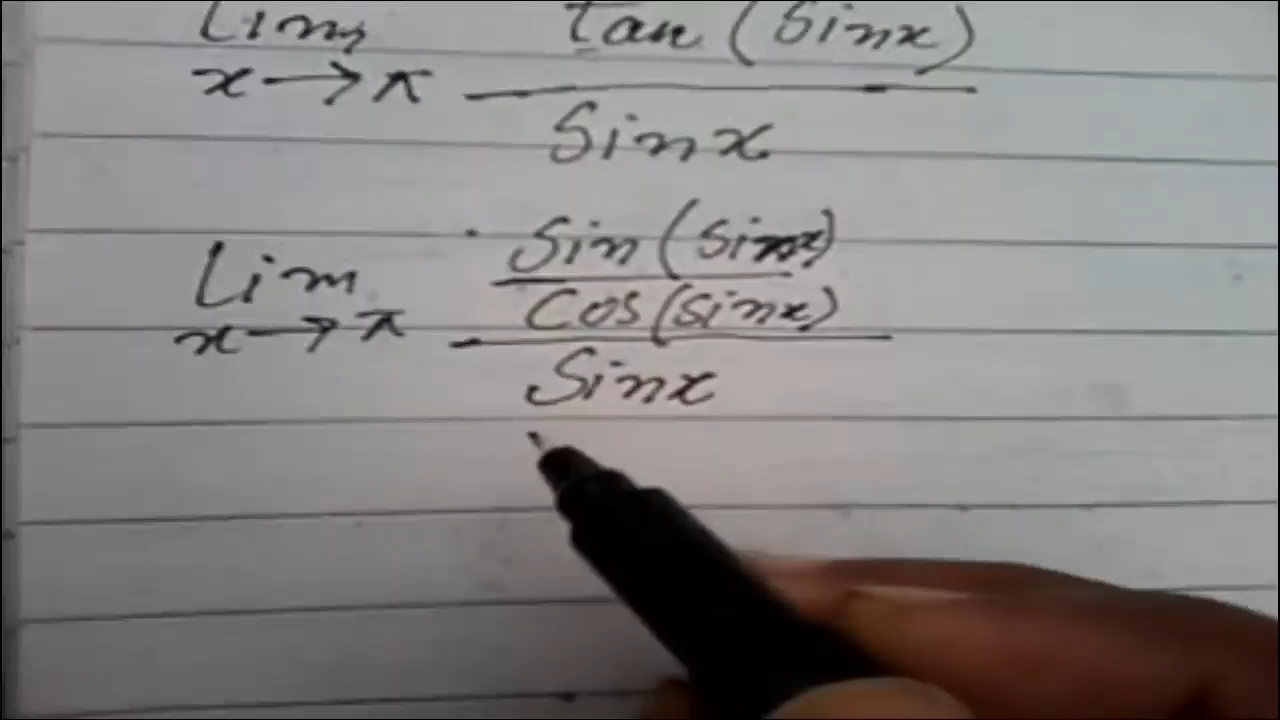 Lim tan (Sinx)
x → π
Sinx
Sin (Sinx)
Lim Cos (Sinx)
x → π
Sinx